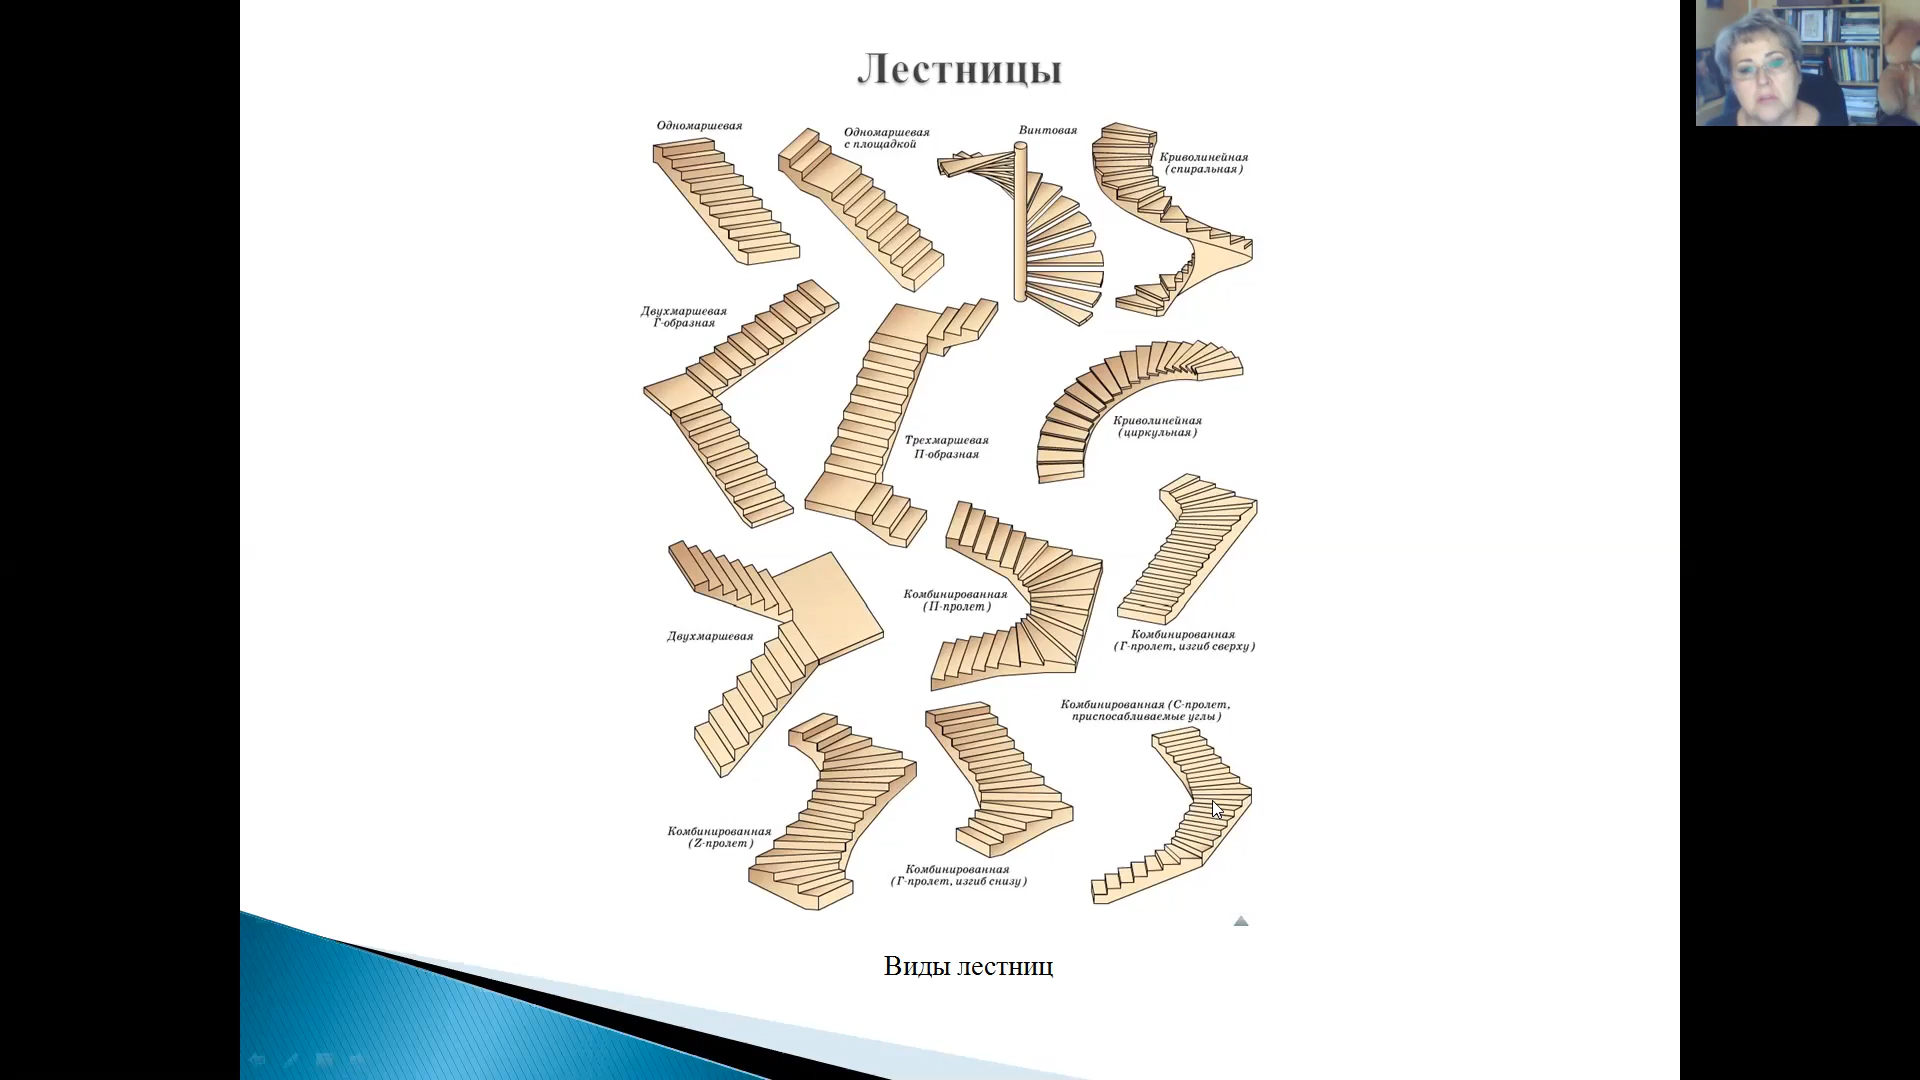 Лестницы
Одномаршевая
Одномаршевая
с площадкой
Винтовая
Криволинейная
(спиральная)
Двухмаршевая
Г-образная
Трехмаршевая
П-образная
Криволинейная
(циркульная)
Двухмаршевая
Комбинированная
(П-пролет)
Комбинированная
(Г-пролет, изгиб сверху)
Комбинированная (С-пролет,
приспосабливаемые углы)
Комбинированная
(Z-пролет)
Комбинированная
(Г-пролет, изгиб снизу)
Виды лестниц